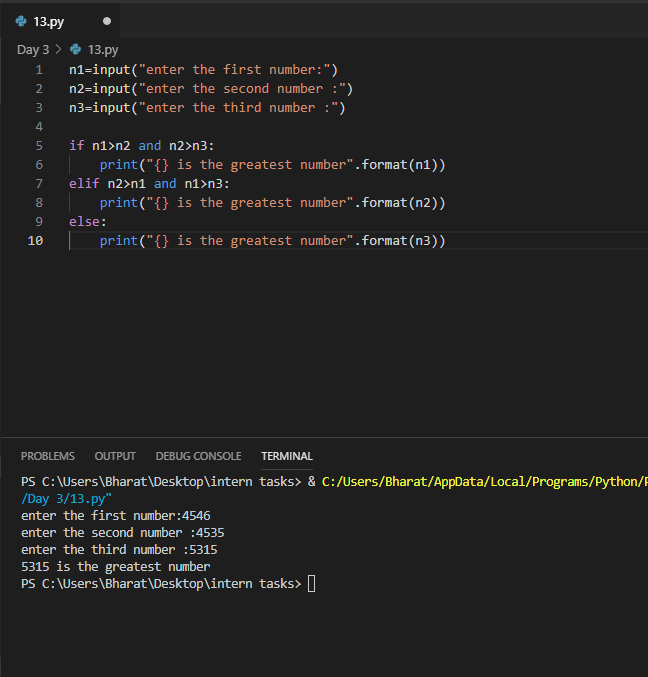 13.py
Day 3 > 13.py
1 n1=input("enter the first number:")
2 n2=input("enter the second number :")
3 n3=input("enter the third number :")
4
5 if n1>n2 and n2>n3:
6     print("{} is the greatest number".format(n1))
7 elif n2>n1 and n1>n3:
8     print("{} is the greatest number".format(n2))
9 else:
10     print("{} is the greatest number".format(n3))
PROBLEMS OUTPUT DEBUG CONSOLE TERMINAL
PS C:\Users\Bharat\Desktop\intern tasks> & C:/Users/Bharat/AppData/Local/Programs/Python/
/Day 3/13.py"
enter the first number:4546
enter the second number :4535
enter the third number :5315
5315 is the greatest number
PS C:\Users\Bharat\Desktop\intern tasks>